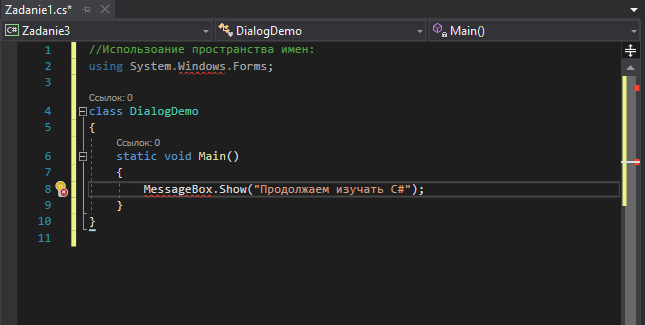 Zadanie1.cs*
C# Zadanie3 DialogDemo Main()
1 //Использоание пространства имен:
2 using System.Windows.Forms;
3
Ссылок: 0
4 class DialogDemo
5 {
Ссылок: 0
6 static void Main()
7 {
8 MessageBox.Show("Продолжаем изучать C#");
9 }
10 }
11